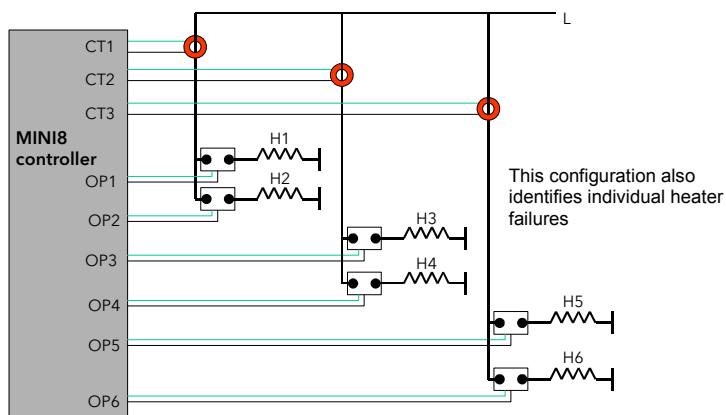 L
CT1
CT2
CT3
MINI8
controller
H1
OP1
H2
OP2
H3
OP3
H4
OP4
H5
OP5
H6
OP6
This configuration also
identifies individual heater
failures